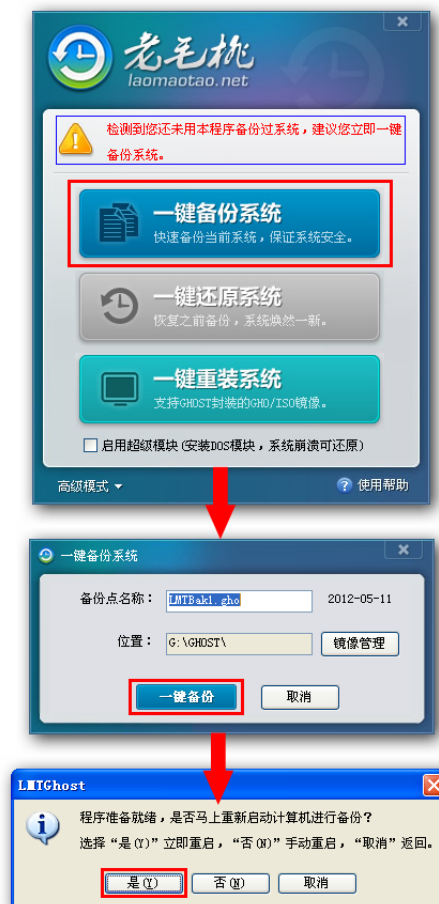 老毛桃
laomaotao.net
检测到您还未用本程序备份过系统，建议您立即一键
备份系统。
一键备份系统
快速备份当前系统，保证系统安全。
一键还原系统
恢复之前备份，系统焕然一新。
一键重装系统
支持GHOST封装的GHO/ISO镜像。
启用超级模块(安装DOS模块，系统崩溃可还原)
高级模式
使用帮助
一键备份系统
备份点名称：
LMTBak1.gho
2012-05-11
位置：
G:\GHOST\
镜像管理
一键备份
取消
LMTGhost
程序准备就绪，是否马上重新启动计算机进行备份？
选择“是(Y)”立即重启，“否(N)”手动重启，“取消”返回。
是(Y)
否(N)
取消